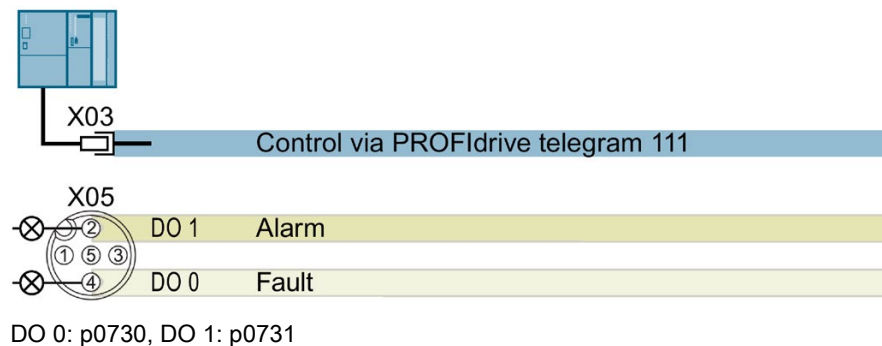 X03
Control via PROFIdrive telegram 111
X05
② DO 1 Alarm
① ⑤ ③
④ DO 0 Fault
DO 0: p0730, DO 1: p0731